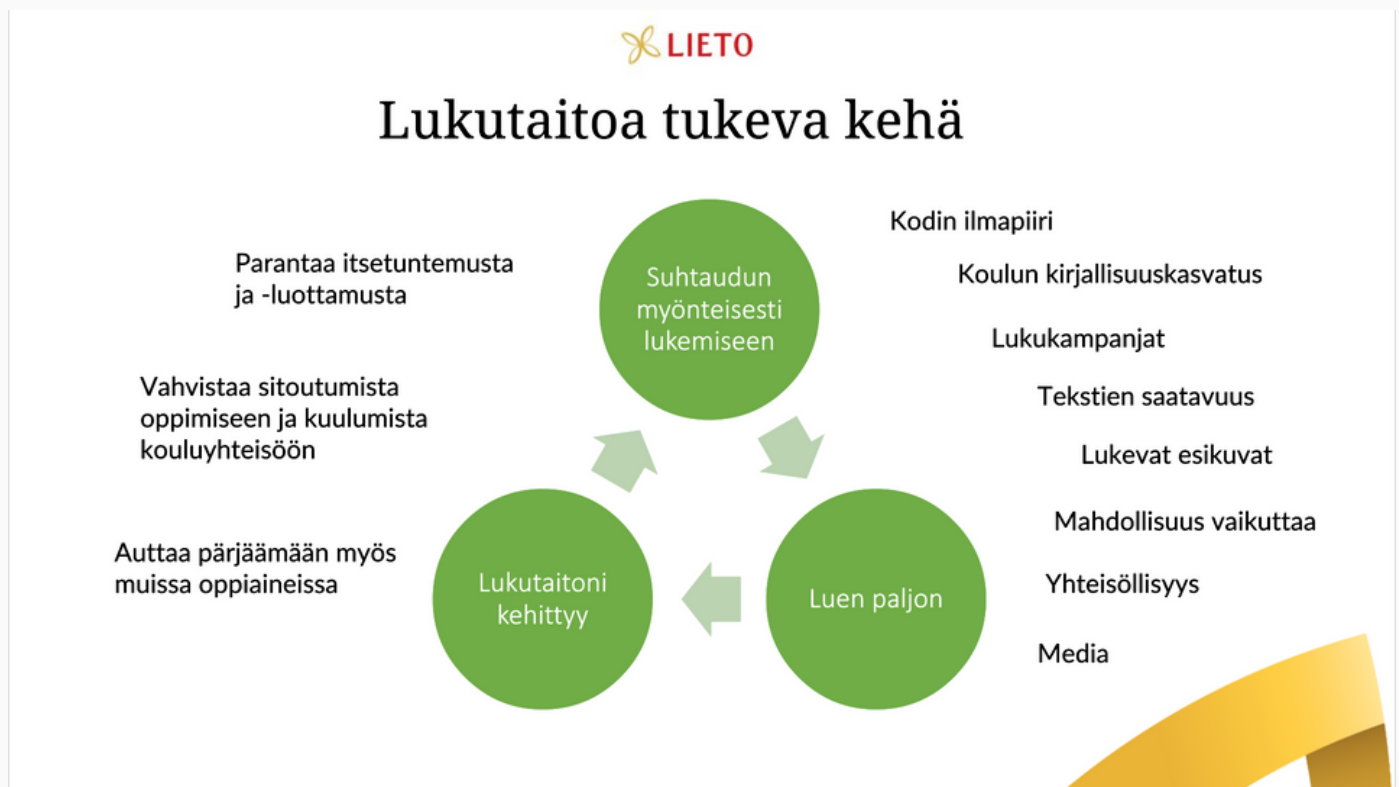 LIETO
Lukutaitoa tukeva kehä
Parantaa itsetuntemusta
ja -luottamusta
Vahvistaa sitoutumista
oppimiseen ja kuulumista
kouluyhteisöön
Auttaa pärjäämään myös
muissa oppiaineissa
Suhtaudun
myönteisesti
lukemiseen
Luen paljon
Lukutaitoni
kehittyy
Kodin ilmapiiri
Koulun kirjallisuuskasvatus
Lukukampanjat
Tekstien saatavuus
Lukevat esikuvat
Mahdollisuus vaikuttaa
Yhteisöllisyys
Media